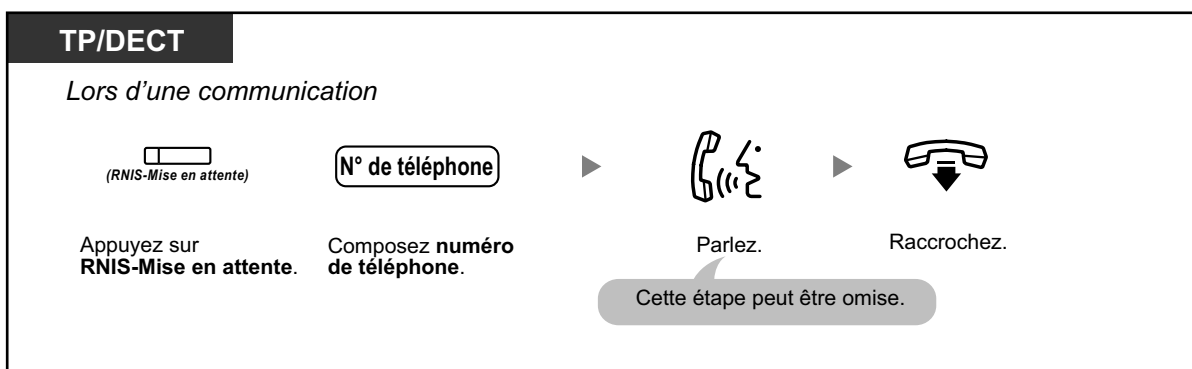 TP/DECT
Lors d’une communication
(RNIS-Mise en attente)
N° de téléphone
Appuyez sur
RNIS-Mise en attente.
Composez numéro
de téléphone.
Parlez.
Raccrochez.
Cette étape peut être omise.